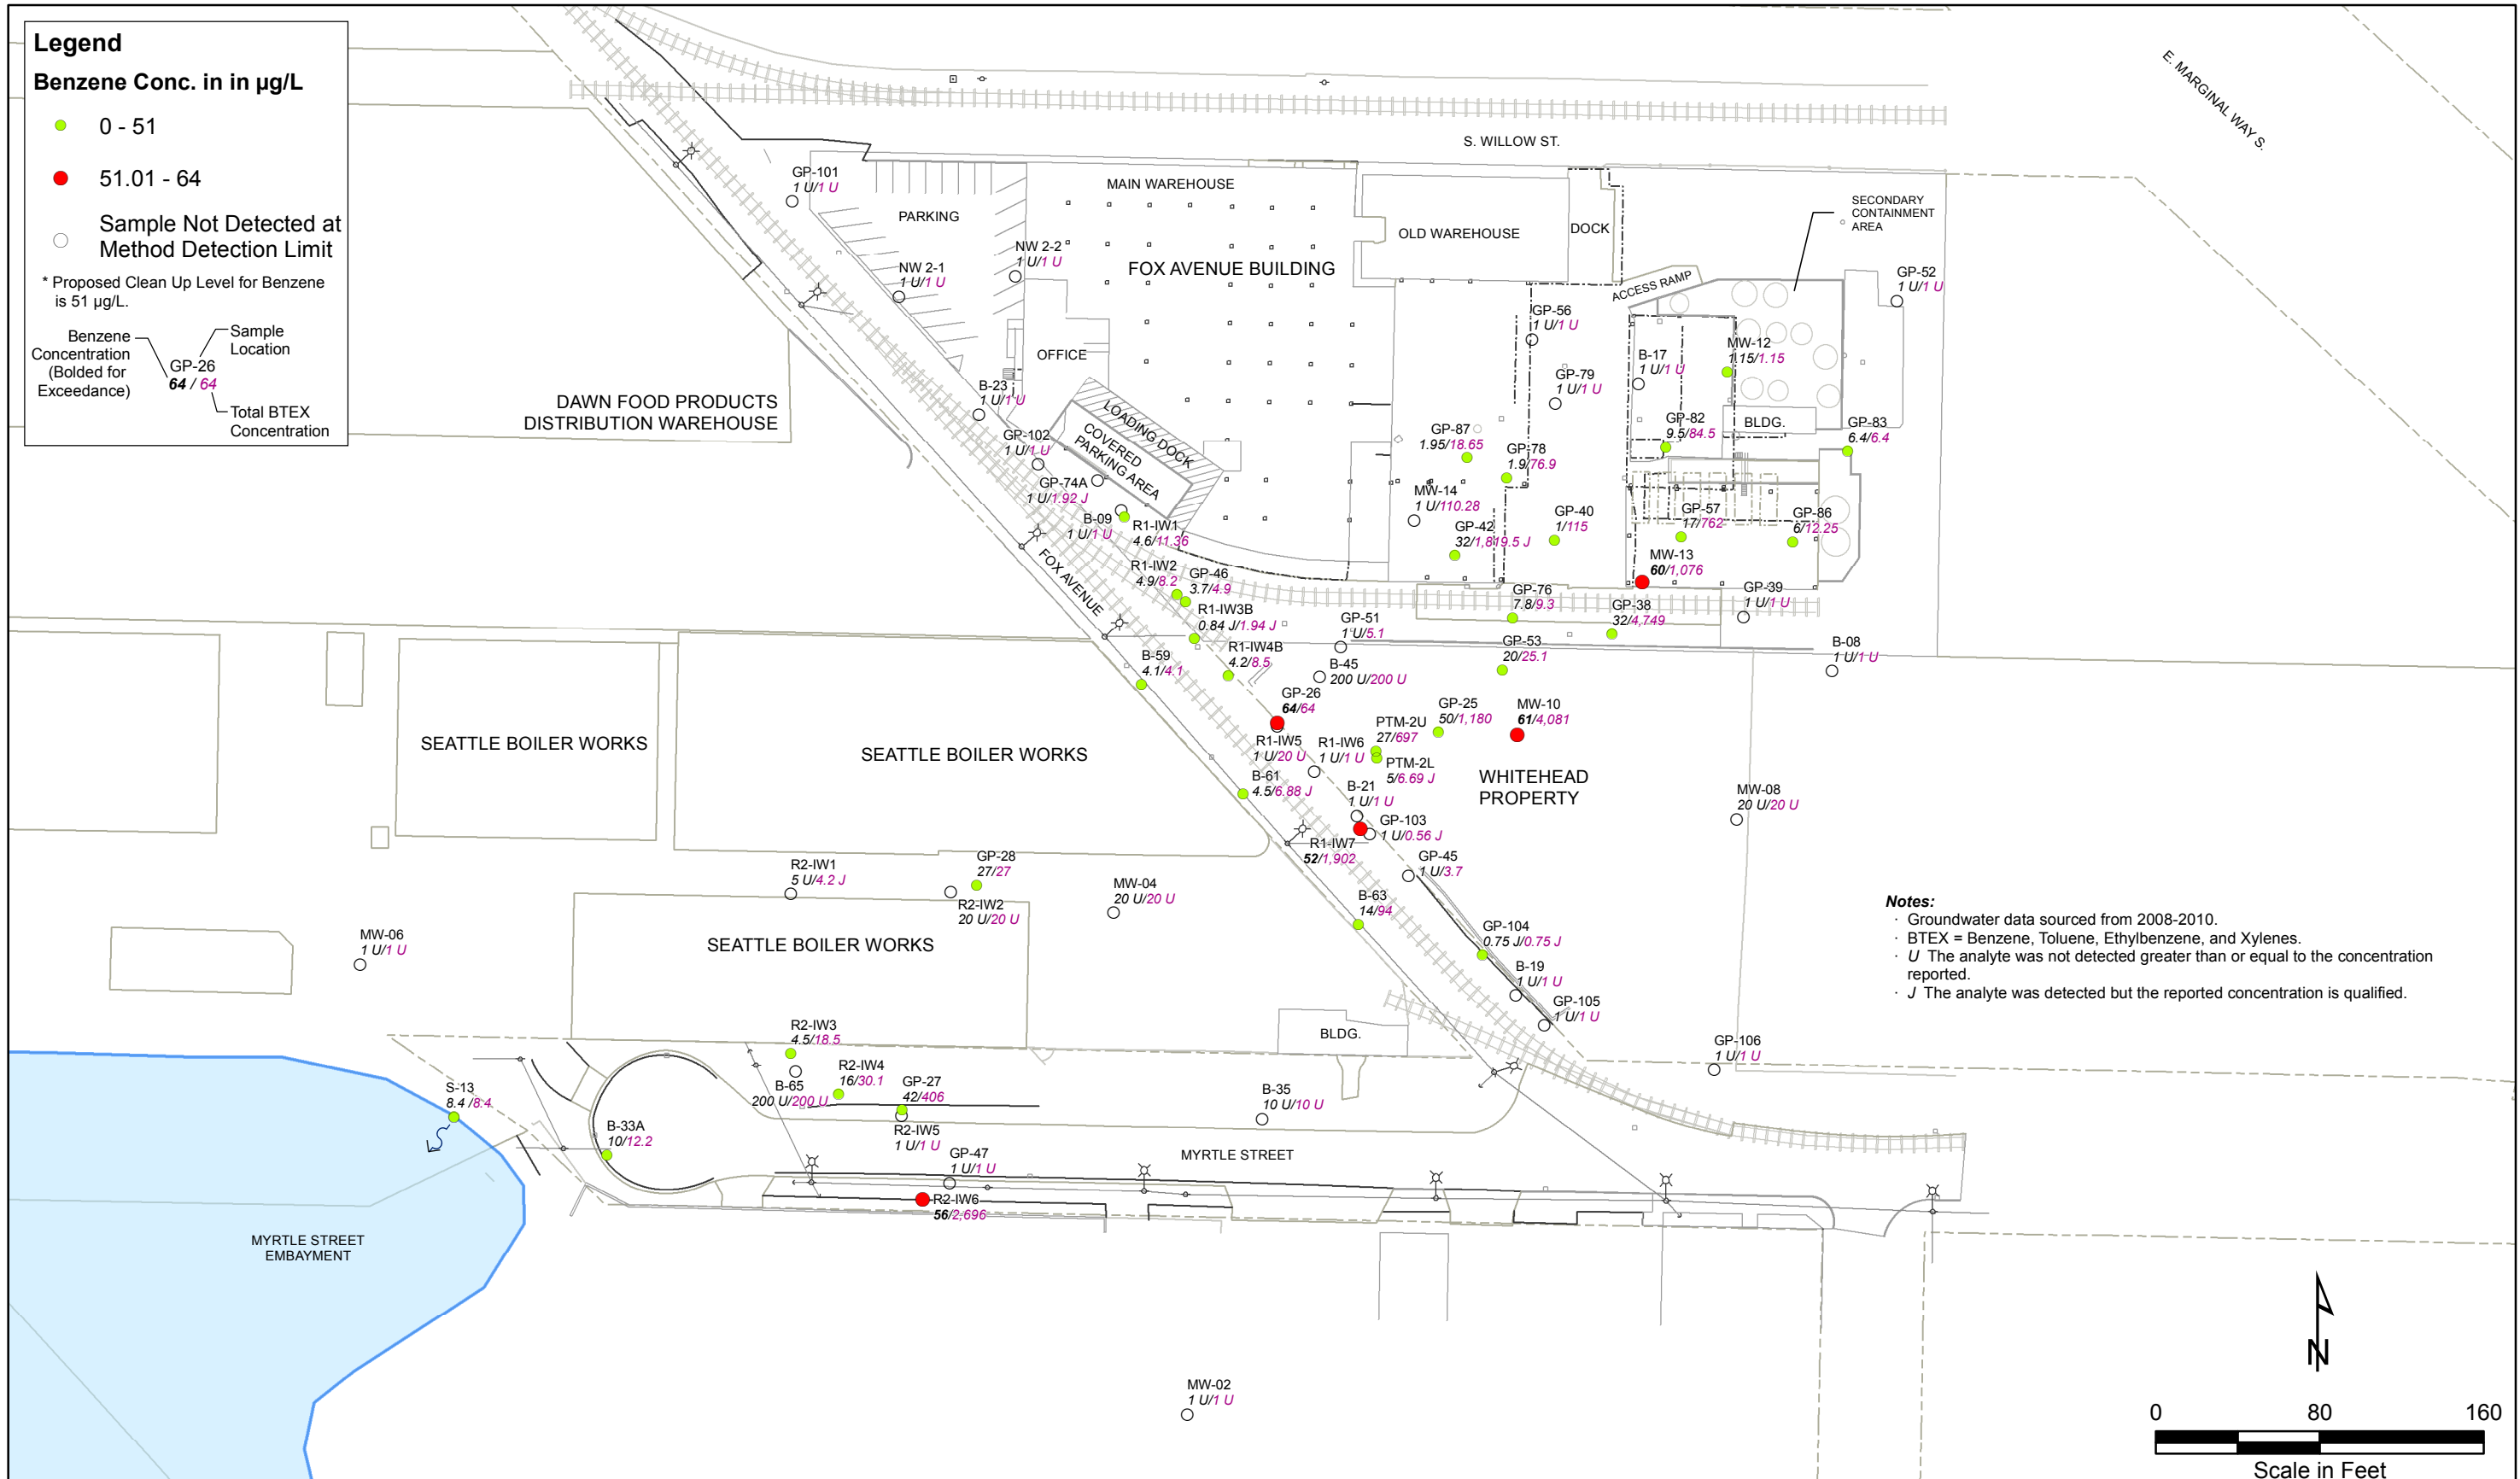 Legend
Benzene Conc. in in µg/L
0 - 51
51.01 - 64
Sample Not Detected at
Method Detection Limit
* Proposed Clean Up Level for Benzene
is 51 µg/L.
Benzene
Concentration
(Bolded for
Exceedance)
Sample
Location
GP-26
64 / 64
Total BTEX
Concentration
E. MARGINAL WAY S.
S. WILLOW ST.
GP-101
1 U/1 U
PARKING
MAIN WAREHOUSE
OLD WAREHOUSE
DOCK
SECONDARY
CONTAINMENT
AREA
NW 2-2
1 U/1 U
NW 2-1
1 U/1 U
FOX AVENUE BUILDING
ACCESS RAMP
GP-52
1 U/1 U
GP-56
1 U/1 U
OFFICE
B-17
1 U/1 U
MW-12
1.15/1.15
GP-79
1 U/1 U
B-23
1 U/1 U
DAWN FOOD PRODUCTS
DISTRIBUTION WAREHOUSE
LOADING DOCK
COVERED
PARKING AREA
GP-102
1 U/1 U
GP-87
1.95/18.65
GP-78
1.9/76.9
GP-82
9.5/84.5
BLDG.
GP-83
6.4/6.4
GP-74A
1 U/1.92 J
MW-14
1 U/110.28
B-09
1 U/1 U
R1-IW1
4.6/11.36
GP-42
32/1,819.5 J
GP-40
1/115
GP-57
17/762
GP-86
6/12.25
FOX AVENUE
R1-IW2
4.9/8.2
GP-46
3.7/4.9
MW-13
60/1,076
GP-76
7.8/9.3
GP-38
32/4,749
GP-39
1 U/1 U
R1-IW3B
0.84 J/1.94 J
GP-51
1 U/5.1
R1-IW4B
4.2/8.5
B-59
4.1/4.1
B-45
200 U/200 U
GP-53
20/25.1
B-08
1 U/1 U
GP-26
64/64
GP-25
50/1,180
MW-10
61/4,081
PTM-2U
27/697
SEATTLE BOILER WORKS
SEATTLE BOILER WORKS
R1-IW5
1 U/20 U
R1-IW6
1 U/1 U
PTM-2L
5/6.69 J
B-61
4.5/6.88 J
WHITEHEAD
PROPERTY
B-21
1 U/1 U
MW-08
20 U/20 U
GP-103
1 U/0.56 J
R1-IW7
52/1,902
R2-IW1
5 U/4.2 J
GP-28
27/27
GP-45
1 U/3.7
MW-04
20 U/20 U
R2-IW2
20 U/20 U
B-63
14/94
MW-06
1 U/1 U
SEATTLE BOILER WORKS
GP-104
0.75 J/0.75 J
Notes:
· Groundwater data sourced from 2008-2010.
· BTEX = Benzene, Toluene, Ethylbenzene, and Xylenes.
· U The analyte was not detected greater than or equal to the concentration
reported.
· J The analyte was detected but the reported concentration is qualified.
B-19
1 U/1 U
GP-105
1 U/1 U
R2-IW3
4.5/18.5
BLDG.
GP-106
1 U/1 U
R2-IW4
16/30.1
B-65
200 U/200 U
GP-27
42/406
S-13
8.4 /8.4
B-35
10 U/10 U
B-33A
10/12.2
R2-IW5
1 U/1 U
GP-47
1 U/1 U
MYRTLE STREET
R2-IW6
56/2,696
MYRTLE STREET
EMBAYMENT
MW-02
1 U/1 U
N
0 80 160
Scale in Feet